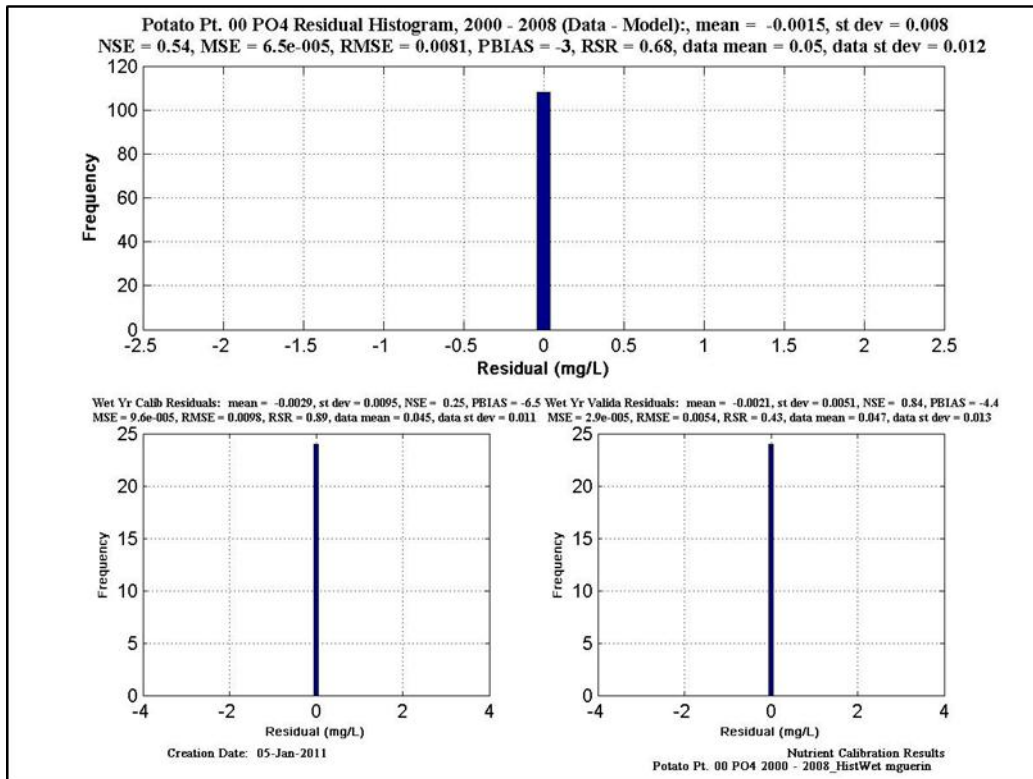 Potato Pt. 00 PO4 Residual Histogram, 2000 - 2008 (Data - Model):, mean = -0.0015, st dev = 0.008
NSE = 0.54, MSE = 6.5e-005, RMSE = 0.0081, PBIAS = -3, RSR = 0.68, data mean = 0.05, data st dev = 0.012
120
100
80
60
40
20
0
Frequency
-2.5 -2 -1.5 -1 -0.5 0 0.5 1 1.5 2 2.5
Residual (mg/L)
Wet Yr Calib Residuals: mean = -0.0029, st dev = 0.0095, NSE = 0.25, PBIAS = -6.5
MSE = 9.6e-005, RMSE = 0.0098, RSR = 0.89, data mean = 0.045, data st dev = 0.011
25
20
15
10
5
0
Frequency
-4 -2 0 2 4
Residual (mg/L)
Wet Yr Valida Residuals: mean = -0.0021, st dev = 0.0051, NSE = 0.84, PBIAS = -4.4
MSE = 2.9e-005, RMSE = 0.0054, RSR = 0.43, data mean = 0.047, data st dev = 0.013
25
20
15
10
5
0
Frequency
-4 -2 0 2 4
Residual (mg/L)
Creation Date: 05-Jan-2011
Nutrient Calibration Results
Potato Pt. 00 PO4 2000 - 2008_HistWet mguerin